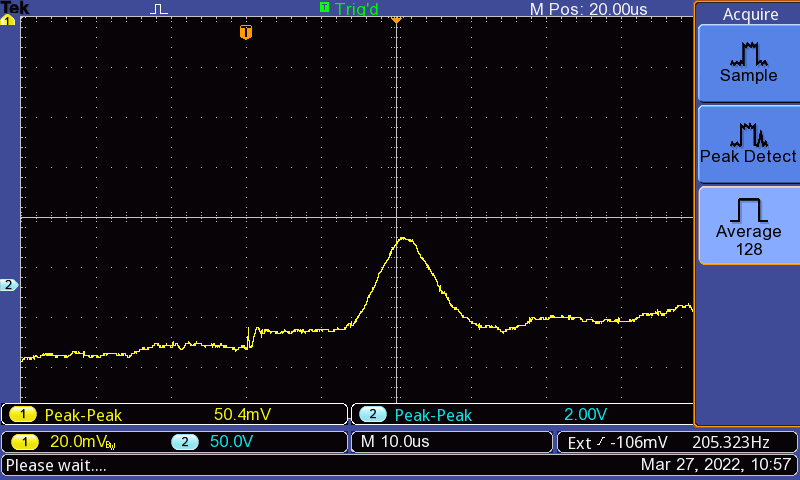 Tek Trig'd M Pos: 20.00us Acquire
T
1
T
Sample
Peak Detect
Average
128
2
1 Peak-Peak 50.4mV 2 Peak-Peak 2.00V
1 20.0mVBW 2 50.0V M 10.0us Ext -106mV 205.323Hz
Please wait.... Mar 27, 2022, 10:57